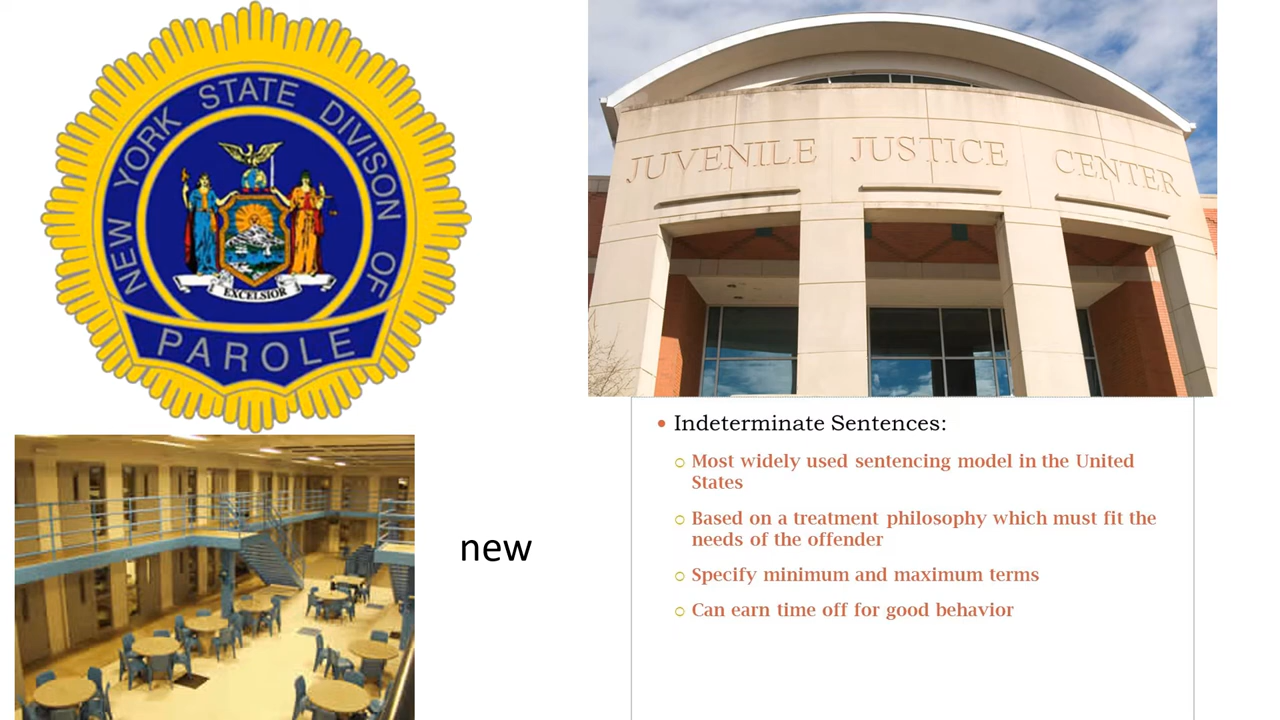 NEW YORK STATE DIVISON OF
PAROLE
EXCELSIOR
JUVENILE JUSTICE CENTER
new
• Indeterminate Sentences:
○ Most widely used sentencing model in the United
States
○ Based on a treatment philosophy which must fit the
needs of the offender
○ Specify minimum and maximum terms
○ Can earn time off for good behavior